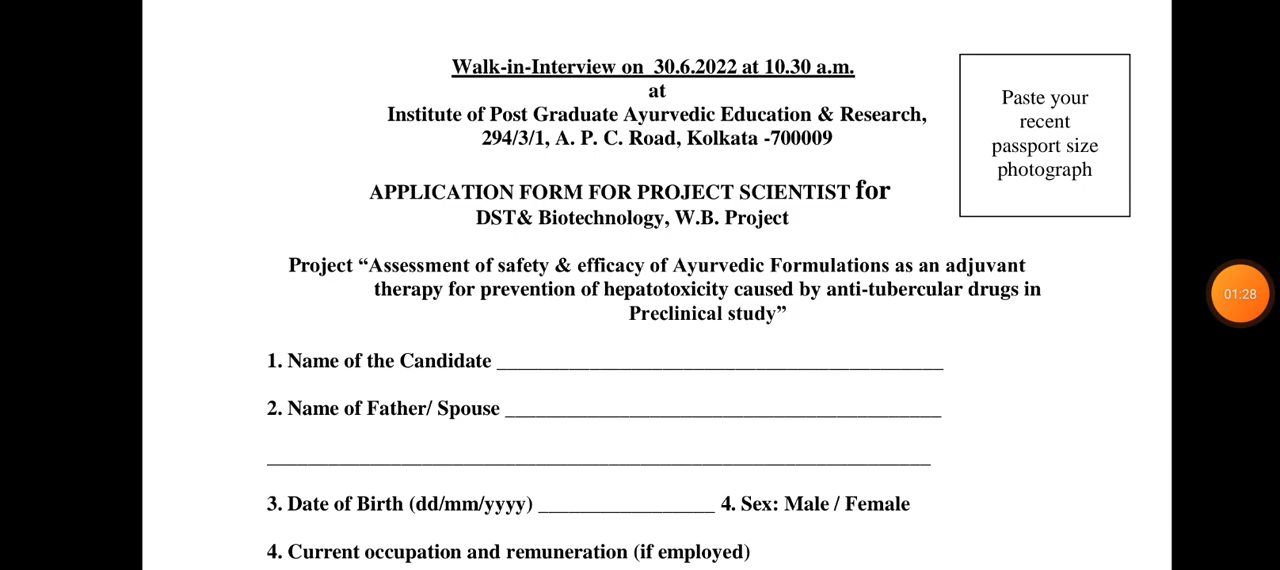 Walk-in-Interview on  30.6.2022 at 10.30 a.m.
at
Institute of Post Graduate Ayurvedic Education & Research,
294/3/1, A. P. C. Road, Kolkata -700009
Paste your
recent
passport size
photograph
APPLICATION FORM FOR PROJECT SCIENTIST for
DST& Biotechnology, W.B. Project
Project “Assessment of safety & efficacy of Ayurvedic Formulations as an adjuvant
therapy for prevention of hepatotoxicity caused by anti-tubercular drugs in
Preclinical study”
01:28
1. Name of the Candidate ___________________________________________
2. Name of Father/ Spouse __________________________________________
________________________________________________________________
3. Date of Birth (dd/mm/yyyy) _________________ 4. Sex: Male / Female
4. Current occupation and remuneration (if employed)